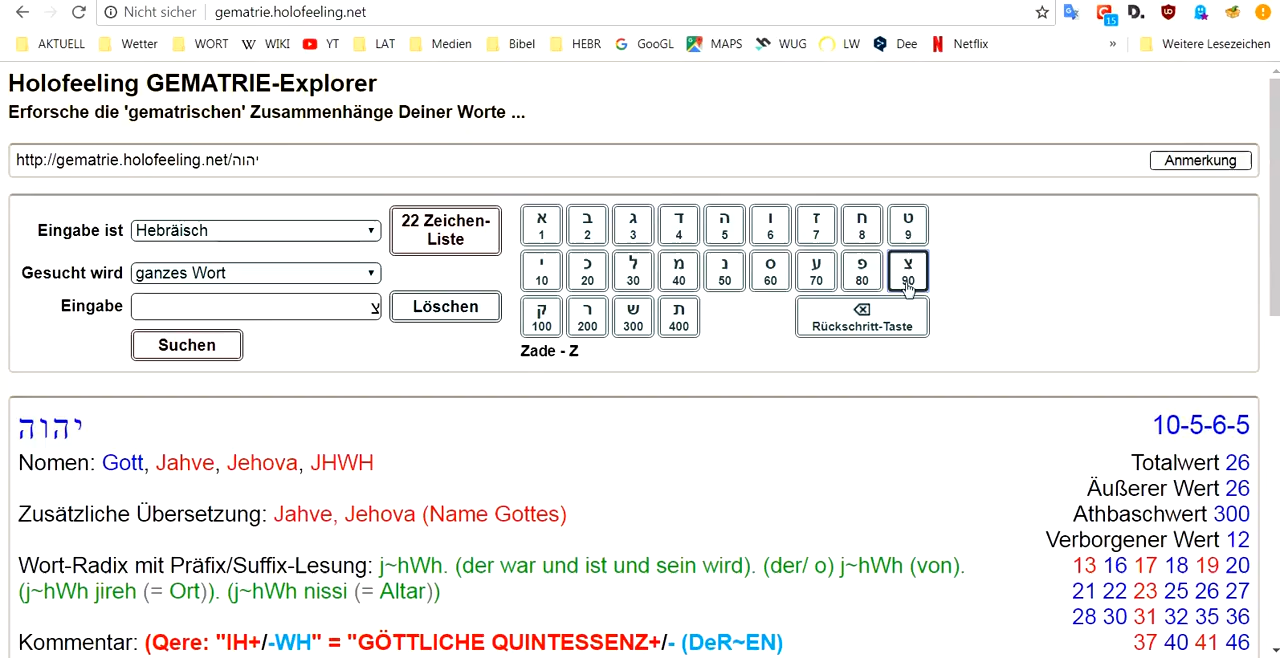 Nicht sicher gematrie.holofeeling.net
15
AKTUELL Wetter WORT WIKI YT LAT Medien Bibel HEBR GooGL MAPS WUG LW Dee Netflix » Weitere Lesezeichen
Holofeeling GEMATRIE-Explorer
Erforsche die 'gematrischen' Zusammenhänge Deiner Worte ...
http://gematrie.holofeeling.net/יהוה Anmerkung
Eingabe ist Hebräisch 22 Zeichen-Liste
Gesucht wird ganzes Wort
Eingabe צ Löschen
Suchen
א ב ג ד ה ו ז ח ט
1 2 3 4 5 6 7 8 9
י כ ל מ נ ס ע פ צ
10 20 30 40 50 60 70 80 90
ק ר ש ת
100 200 300 400 Rückschritt-Taste
Zade - Z
יהוה 10-5-6-5
Nomen: Gott, Jahve, Jehova, JHWH Totalwert 26
Äußerer Wert 26
Zusätzliche Übersetzung: Jahve, Jehova (Name Gottes) Athbaschwert 300
Verborgener Wert 12
Wort-Radix mit Präfix/Suffix-Lesung: j~hWh. (der war und ist und sein wird). (der/ o) j~hWh (von). 13 16 17 18 19 20
(j~hWh jireh (= Ort)). (j~hWh nissi (= Altar)) 21 22 23 25 26 27
28 30 31 32 35 36
Kommentar: (Qere: "IH+/-WH" = "GÖTTLICHE QUINTESSENZ+/- (DeR~EN) 37 40 41 46